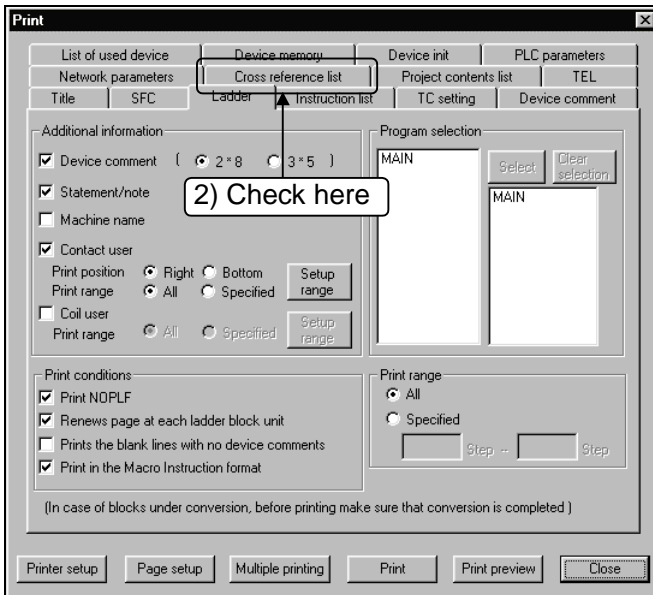 Print
List of used device Device memory Device init PLC parameters
Network parameters Cross reference list Project contents list TEL
Title SFC Ladder Instruction list TC setting Device comment
Additional information
Device comment ( 2*8 3*5 )
Statement/note
2) Check here
Machine name
Contact user
Print position Right Bottom Setup
Print range All Specified range
Coil user
Print range All Specified Setup
range
Program selection
MAIN Select Clear
selection
MAIN
Print conditions
Print NOPLF
Renews page at each ladder block unit
Prints the blank lines with no device comments
Print in the Macro Instruction format
Print range
All
Specified
Step -- Step
(In case of blocks under conversion, before printing make sure that conversion is completed )
Printer setup Page setup Multiple printing Print Print preview Close